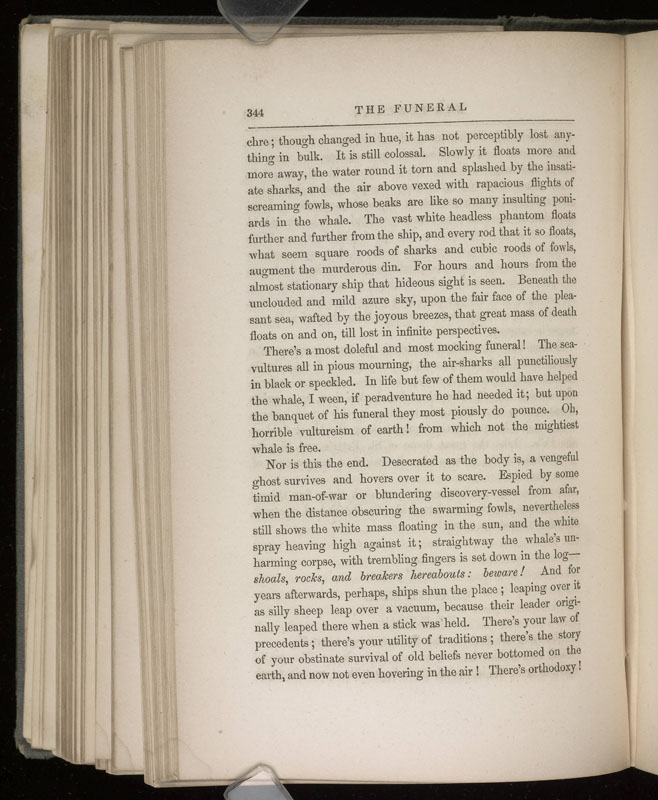 344 THE FUNERAL
chre; though changed in hue, it has not perceptibly lost any-
thing in bulk. It is still colossal. Slowly it floats more and
more away, the water round it torn and splashed by the insati-
ate sharks, and the air above vexed with rapacious flights of
screaming fowls, whose beaks are like so many insulting poni-
ards in the whale. The vast white headless phantom floats
further and further from the ship, and every rod that it so floats,
what seem square roods of sharks and cubic roods of fowls,
augment the murderous din. For hours and hours from the
almost stationary ship that hideous sight is seen. Beneath the
unclouded and mild azure sky, upon the fair face of the plea-
sant sea, wafted by the joyous breezes, that great mass of death
floats on and on, till lost in infinite perspectives.
There's a most doleful and most mocking funeral! The sea-
vultures all in pious mourning, the air-sharks all punctiliously
in black or speckled. In life but few of them would have helped
the whale, I ween, if peradventure he had needed it; but upon
the banquet of his funeral they most piously do pounce. Oh,
horrible vultureism of earth! from which not the mightiest
whale is free.
Nor is this the end. Desecrated as the body is, a vengeful
ghost survives and hovers over it to scare. Espied by some
timid man-of-war or blundering discovery-vessel from afar,
when the distance obscuring the swarming fowls, nevertheless
still shows the white mass floating in the sun, and the white
spray heaving high against it; straightway the whale's un-
harming corpse, with trembling fingers is set down in the log—
shoals, rocks, and breakers hereabouts: beware! And for
years afterwards, perhaps, ships shun the place; leaping over it
as silly sheep leap over a vacuum, because their leader origi-
nally leaped there when a stick was held. There's your law of
precedents; there's your utility of traditions; there's the story
of your obstinate survival of old beliefs never bottomed on the
earth, and now not even hovering in the air! There's orthodoxy!